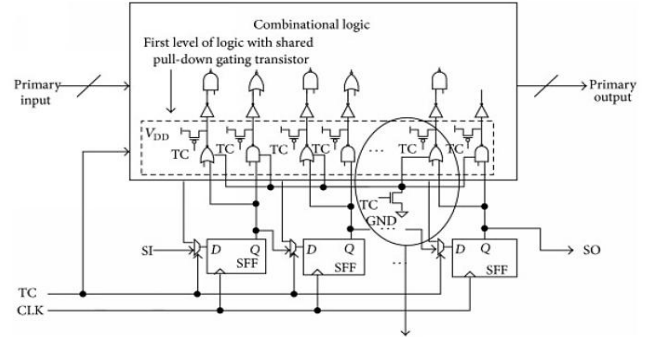 Combinational logic
First level of logic with shared
pull-down gating transistor
Primary
input
Primary
output
V_DD
TC
TC
TC
TC
...
TC
TC
TC
GND
...
SI
D
Q
SFF
D
Q
SFF
...
D
Q
SFF
SO
TC
CLK